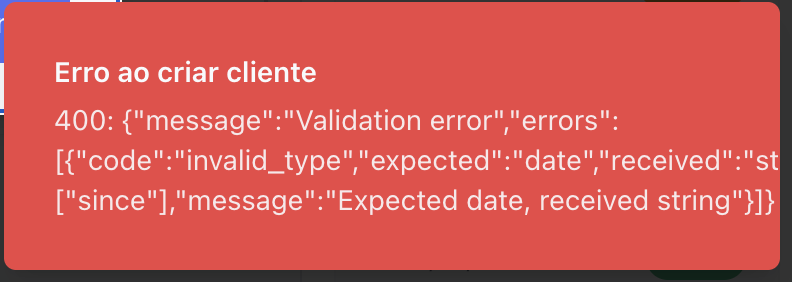 Erro ao criar cliente
400: {"message":"Validation error","errors":
[{"code":"invalid_type","expected":"date","received":"st
["since"],"message":"Expected date, received string"}]}